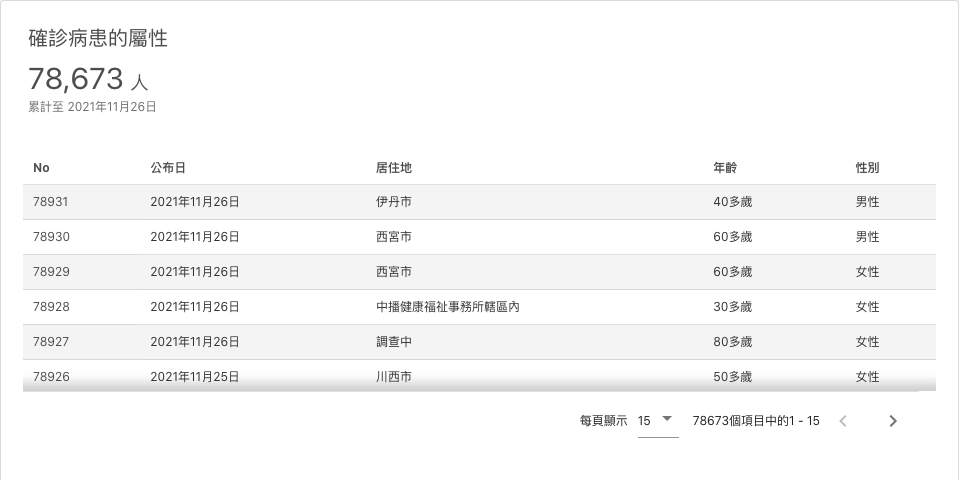 確診病患的屬性
78,673 人
累計至 2021年11月26日
No 公布日 居住地 年齡 性別
78931 2021年11月26日 伊丹市 40多歲 男性
78930 2021年11月26日 西宮市 60多歲 男性
78929 2021年11月26日 西宮市 60多歲 女性
78928 2021年11月26日 中播健康福祉事務所轄區內 30多歲 女性
78927 2021年11月26日 調查中 80多歲 女性
78926 2021年11月25日 川西市 50多歲 女性
每頁顯示 15 78673個項目中的1 - 15